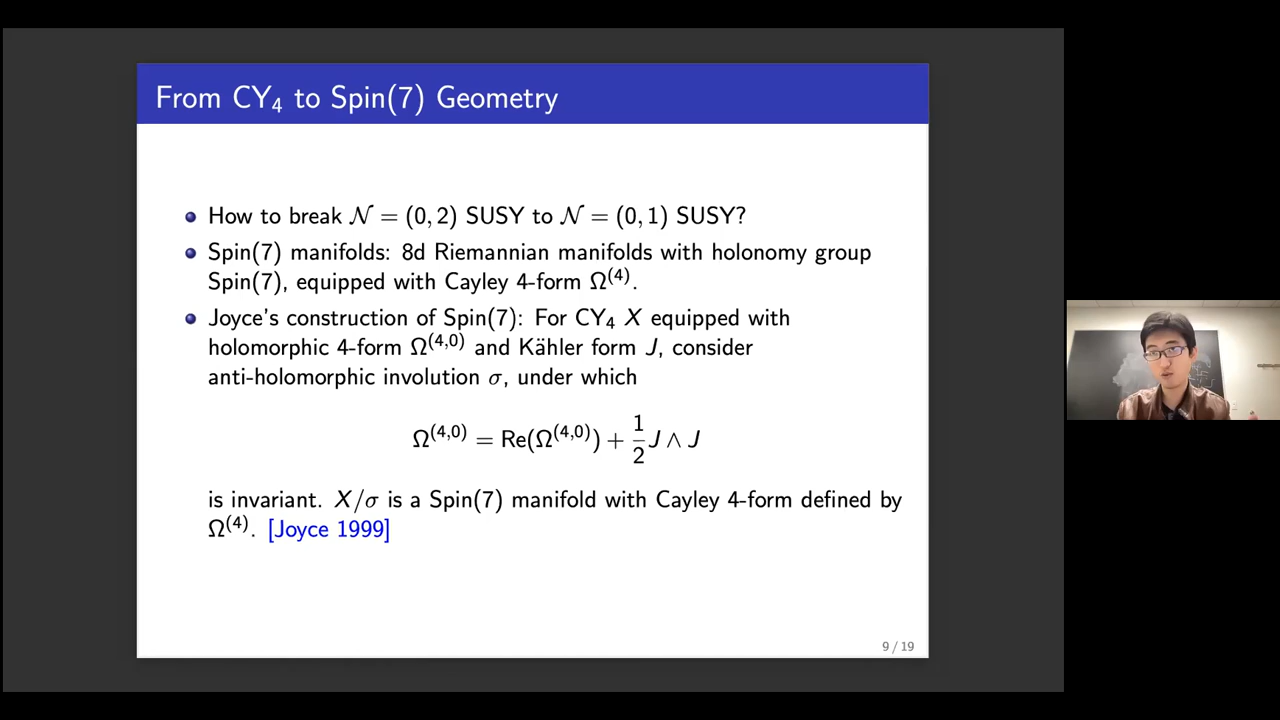 From CY₄ to Spin(7) Geometry
How to break 𝒩 = (0, 2) SUSY to 𝒩 = (0, 1) SUSY?
Spin(7) manifolds: 8d Riemannian manifolds with holonomy group
Spin(7), equipped with Cayley 4-form Ω⁽⁴⁾.
Joyce's construction of Spin(7): For CY₄ X equipped with
holomorphic 4-form Ω⁽⁴,⁰⁾ and Kähler form J, consider
anti-holomorphic involution σ, under which
Ω⁽⁴,⁰⁾ = Re(Ω⁽⁴,⁰⁾) + 1/2 J ∧ J
is invariant. X/σ is a Spin(7) manifold with Cayley 4-form defined by
Ω⁽⁴⁾. [Joyce 1999]
9 / 19